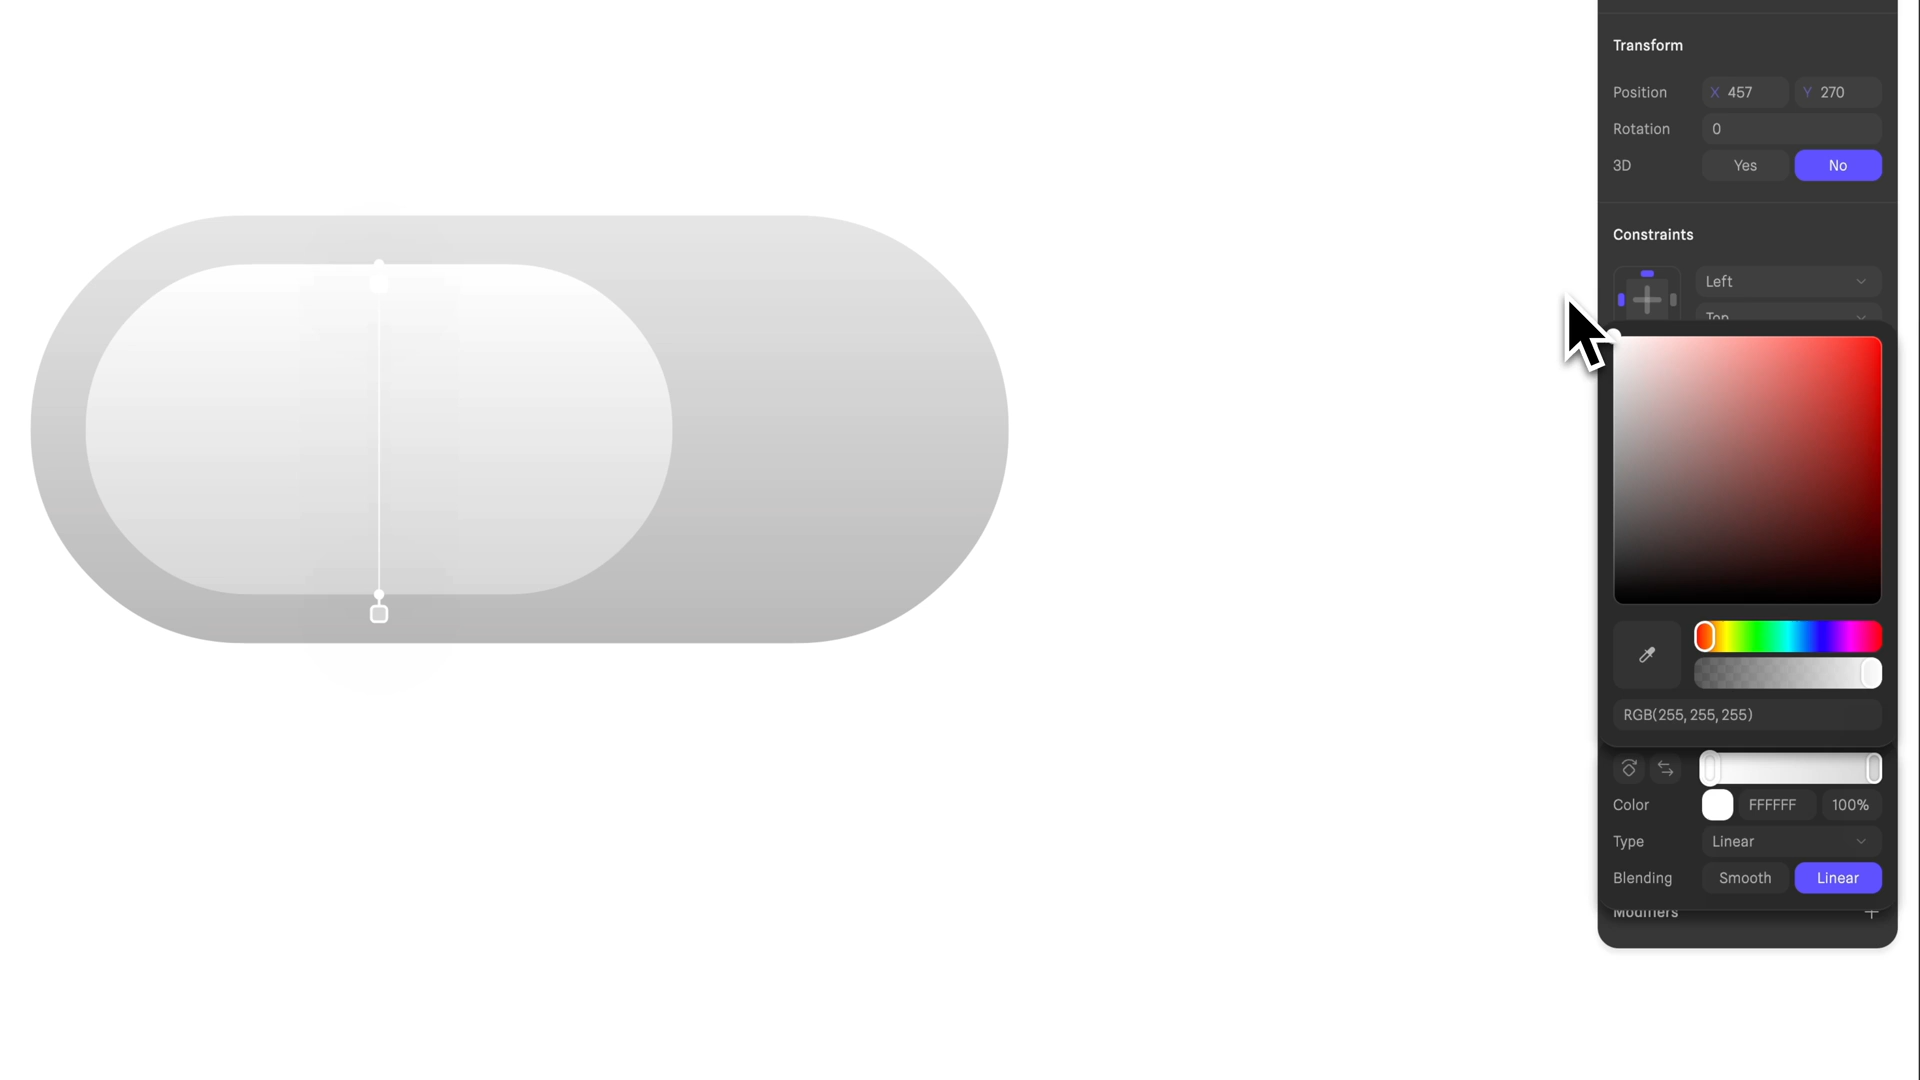 Transform
Position X 457 Y 270
Rotation 0
3D Yes No
Constraints
Left
Top
RGB(255, 255, 255)
Color FFFFFF 100%
Type Linear
Blending Smooth Linear
Modifiers